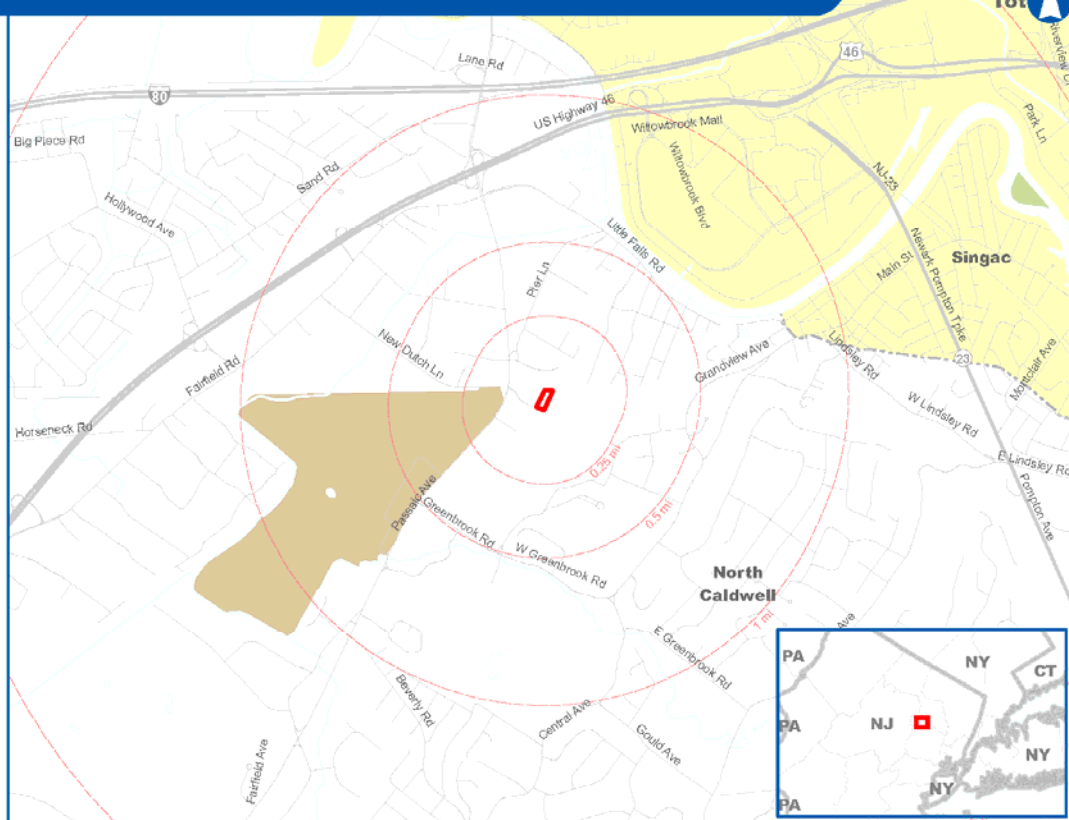 Tot
Riverview Dr
46
Lane Rd
80
US Highway 46
Willowbrook Mall
Park Ln
Big Piece Rd
Sand Rd
Willowbrook Blvd
NJ-23
Hollywood Ave
Little Falls Rd
Newark Pompton Tpke
Main St
Singac
Pier Ln
New Dutch Ln
Grandview Ave
Lindsley Rd
23
Montclair Ave
Fairfield Rd
W Lindsley Rd
Horseneck Rd
0.25 mi
E Lindsley Rd
Passaic Ave
Greenbrook Rd
0.5 mi
Pompton Ave
W Greenbrook Rd
North
Caldwell
1 mi
Ave
E Greenbrook Rd
Beverly Rd
Central Ave
Gould Ave
Fairfield Ave
PA
NY
CT
PA
NJ
NY
NY
PA